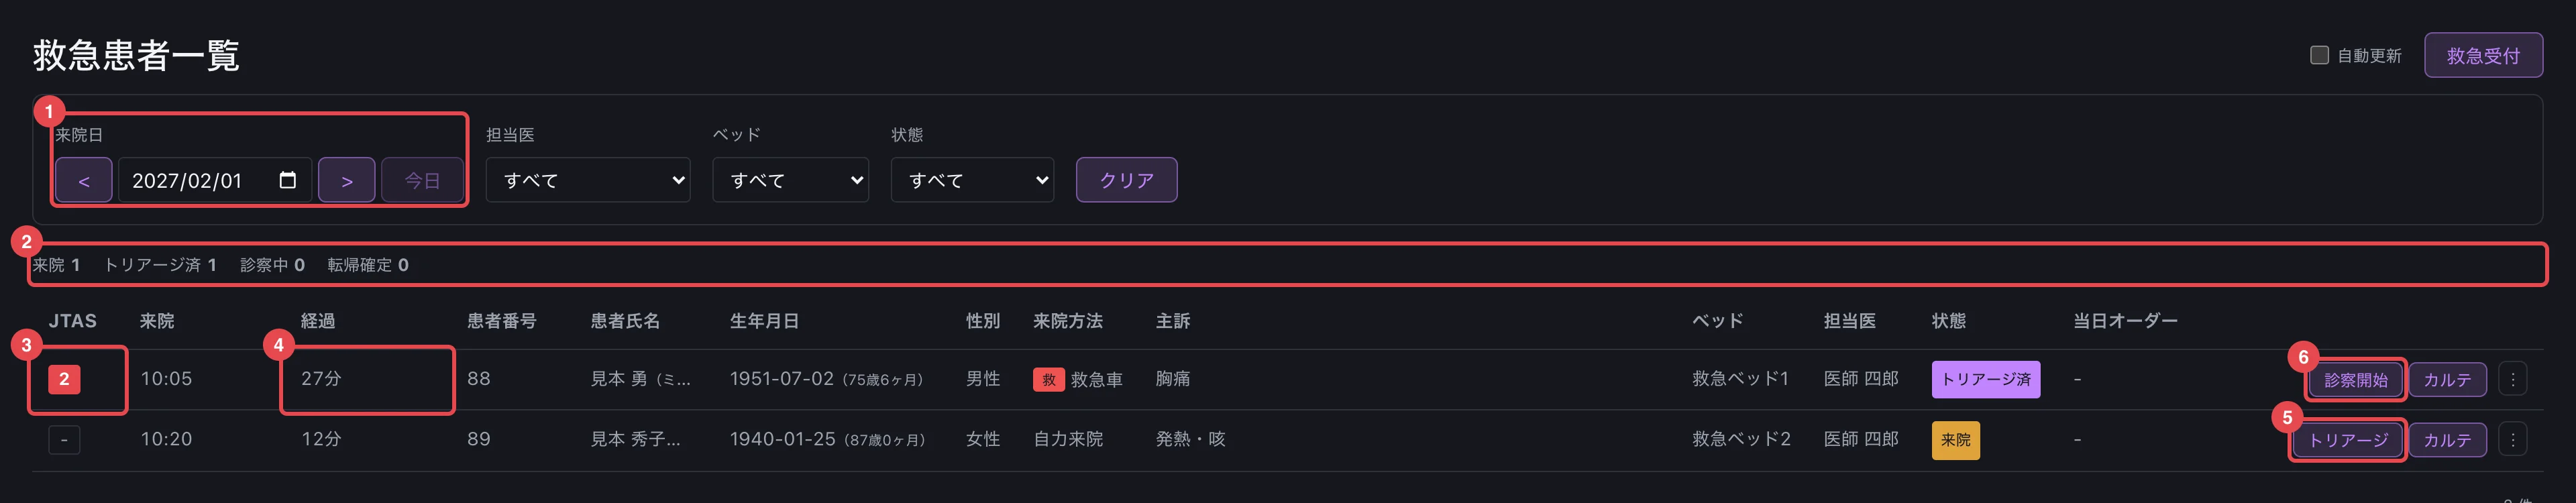 救急患者一覧
自動更新 救急受付
1
来院日 担当医 ベッド 状態
< 2027/02/01 > 今日 すべて すべて すべて クリア
2
来院 1 トリアージ済 1 診察中 0 転帰確定 0
JTAS 来院 経過 患者番号 患者氏名 生年月日 性別 来院方法 主訴 ベッド 担当医 状態 当日オーダー
3 4 6
2 10:05 27分 88 見本 勇（ミ... 1951-07-02（75歳6ヶ月） 男性 救 救急車 胸痛 救急ベッド1 医師 四郎 トリアージ済 - 診察開始 カルテ ⋮
5
- 10:20 12分 89 見本 秀子... 1940-01-25（87歳0ヶ月） 女性 自力来院 発熱・咳 救急ベッド2 医師 四郎 来院 - トリアージ カルテ ⋮